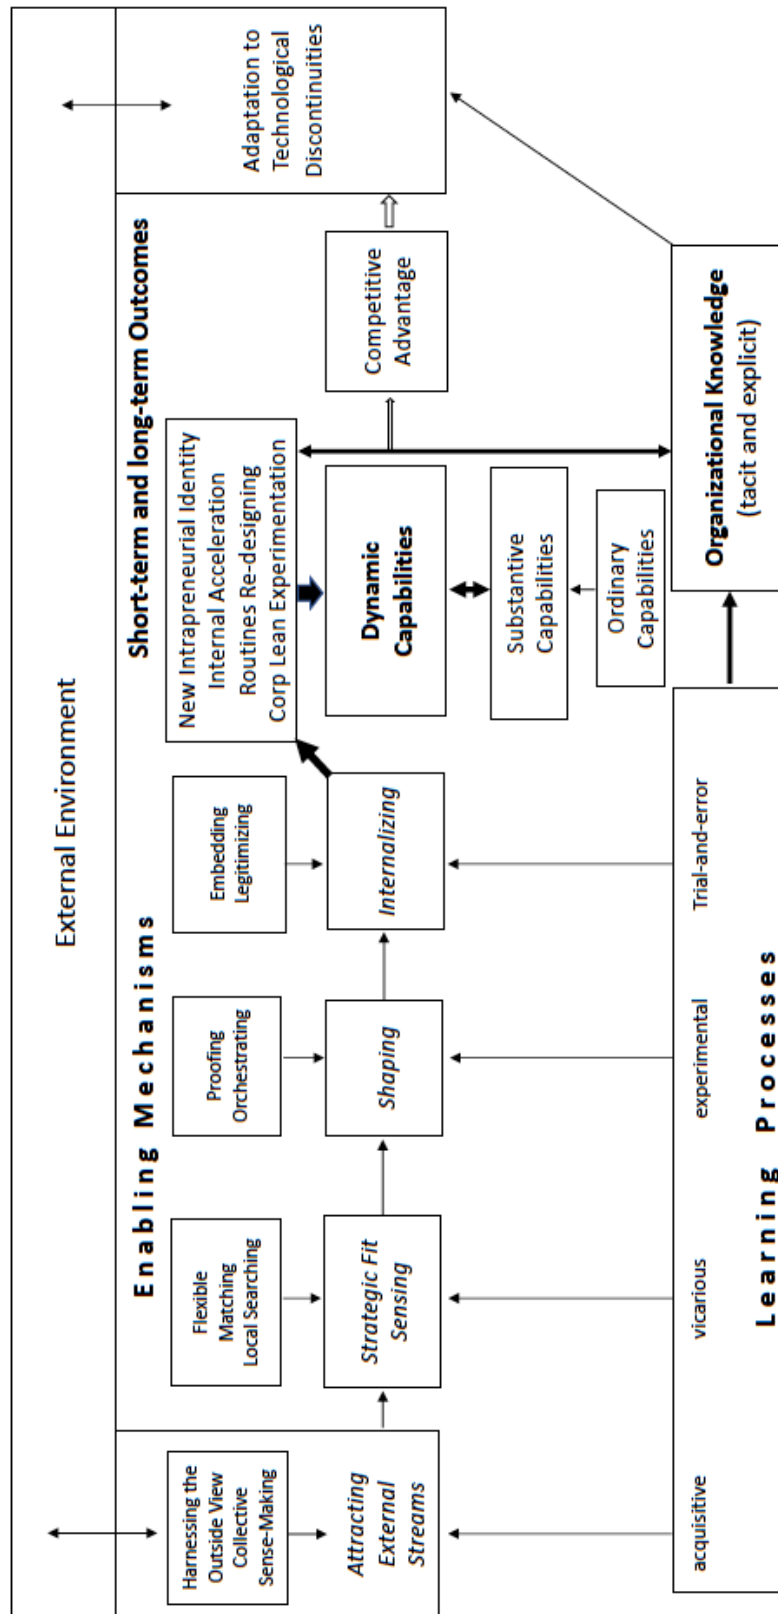 External Environment
Enabling Mechanisms
Short-term and long-term Outcomes
Harnessing the
Outside View
Collective
Sense-Making
Attracting
External
Streams
Flexible
Matching
Local Searching
Strategic Fit
Sensing
Proofing
Orchestrating
Shaping
Embedding
Legitimizing
Internalizing
New Intrapreneurial Identity
Internal Acceleration
Routines Re-designing
Corp Lean Experimentation
Dynamic
Capabilities
Substantive
Capabilities
Ordinary
Capabilities
Competitive
Advantage
Adaptation to
Technological
Discontinuities
acquisitive
vicarious
experimental
Trial-and-error
Learning Processes
Organizational Knowledge
(tacit and explicit)